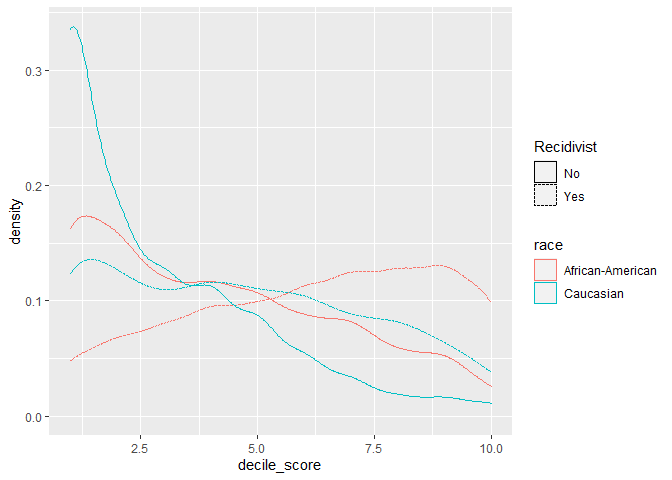 density
0.3
0.2
0.1
0.0
2.5 5.0 7.5 10.0
decile_score
Recidivist
No
Yes
race
African-American
Caucasian